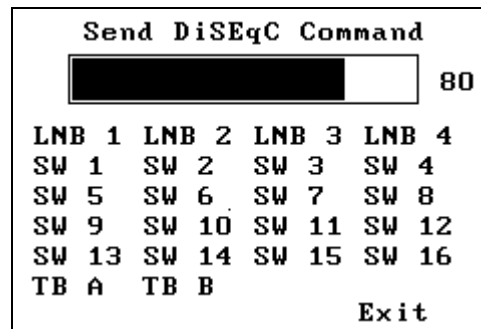 Send DiSEqC Command
80
LNB 1 LNB 2 LNB 3 LNB 4
SW 1 SW 2 SW 3 SW 4
SW 5 SW 6 SW 7 SW 8
SW 9 SW 10 SW 11 SW 12
SW 13 SW 14 SW 15 SW 16
TB A TB B
Exit